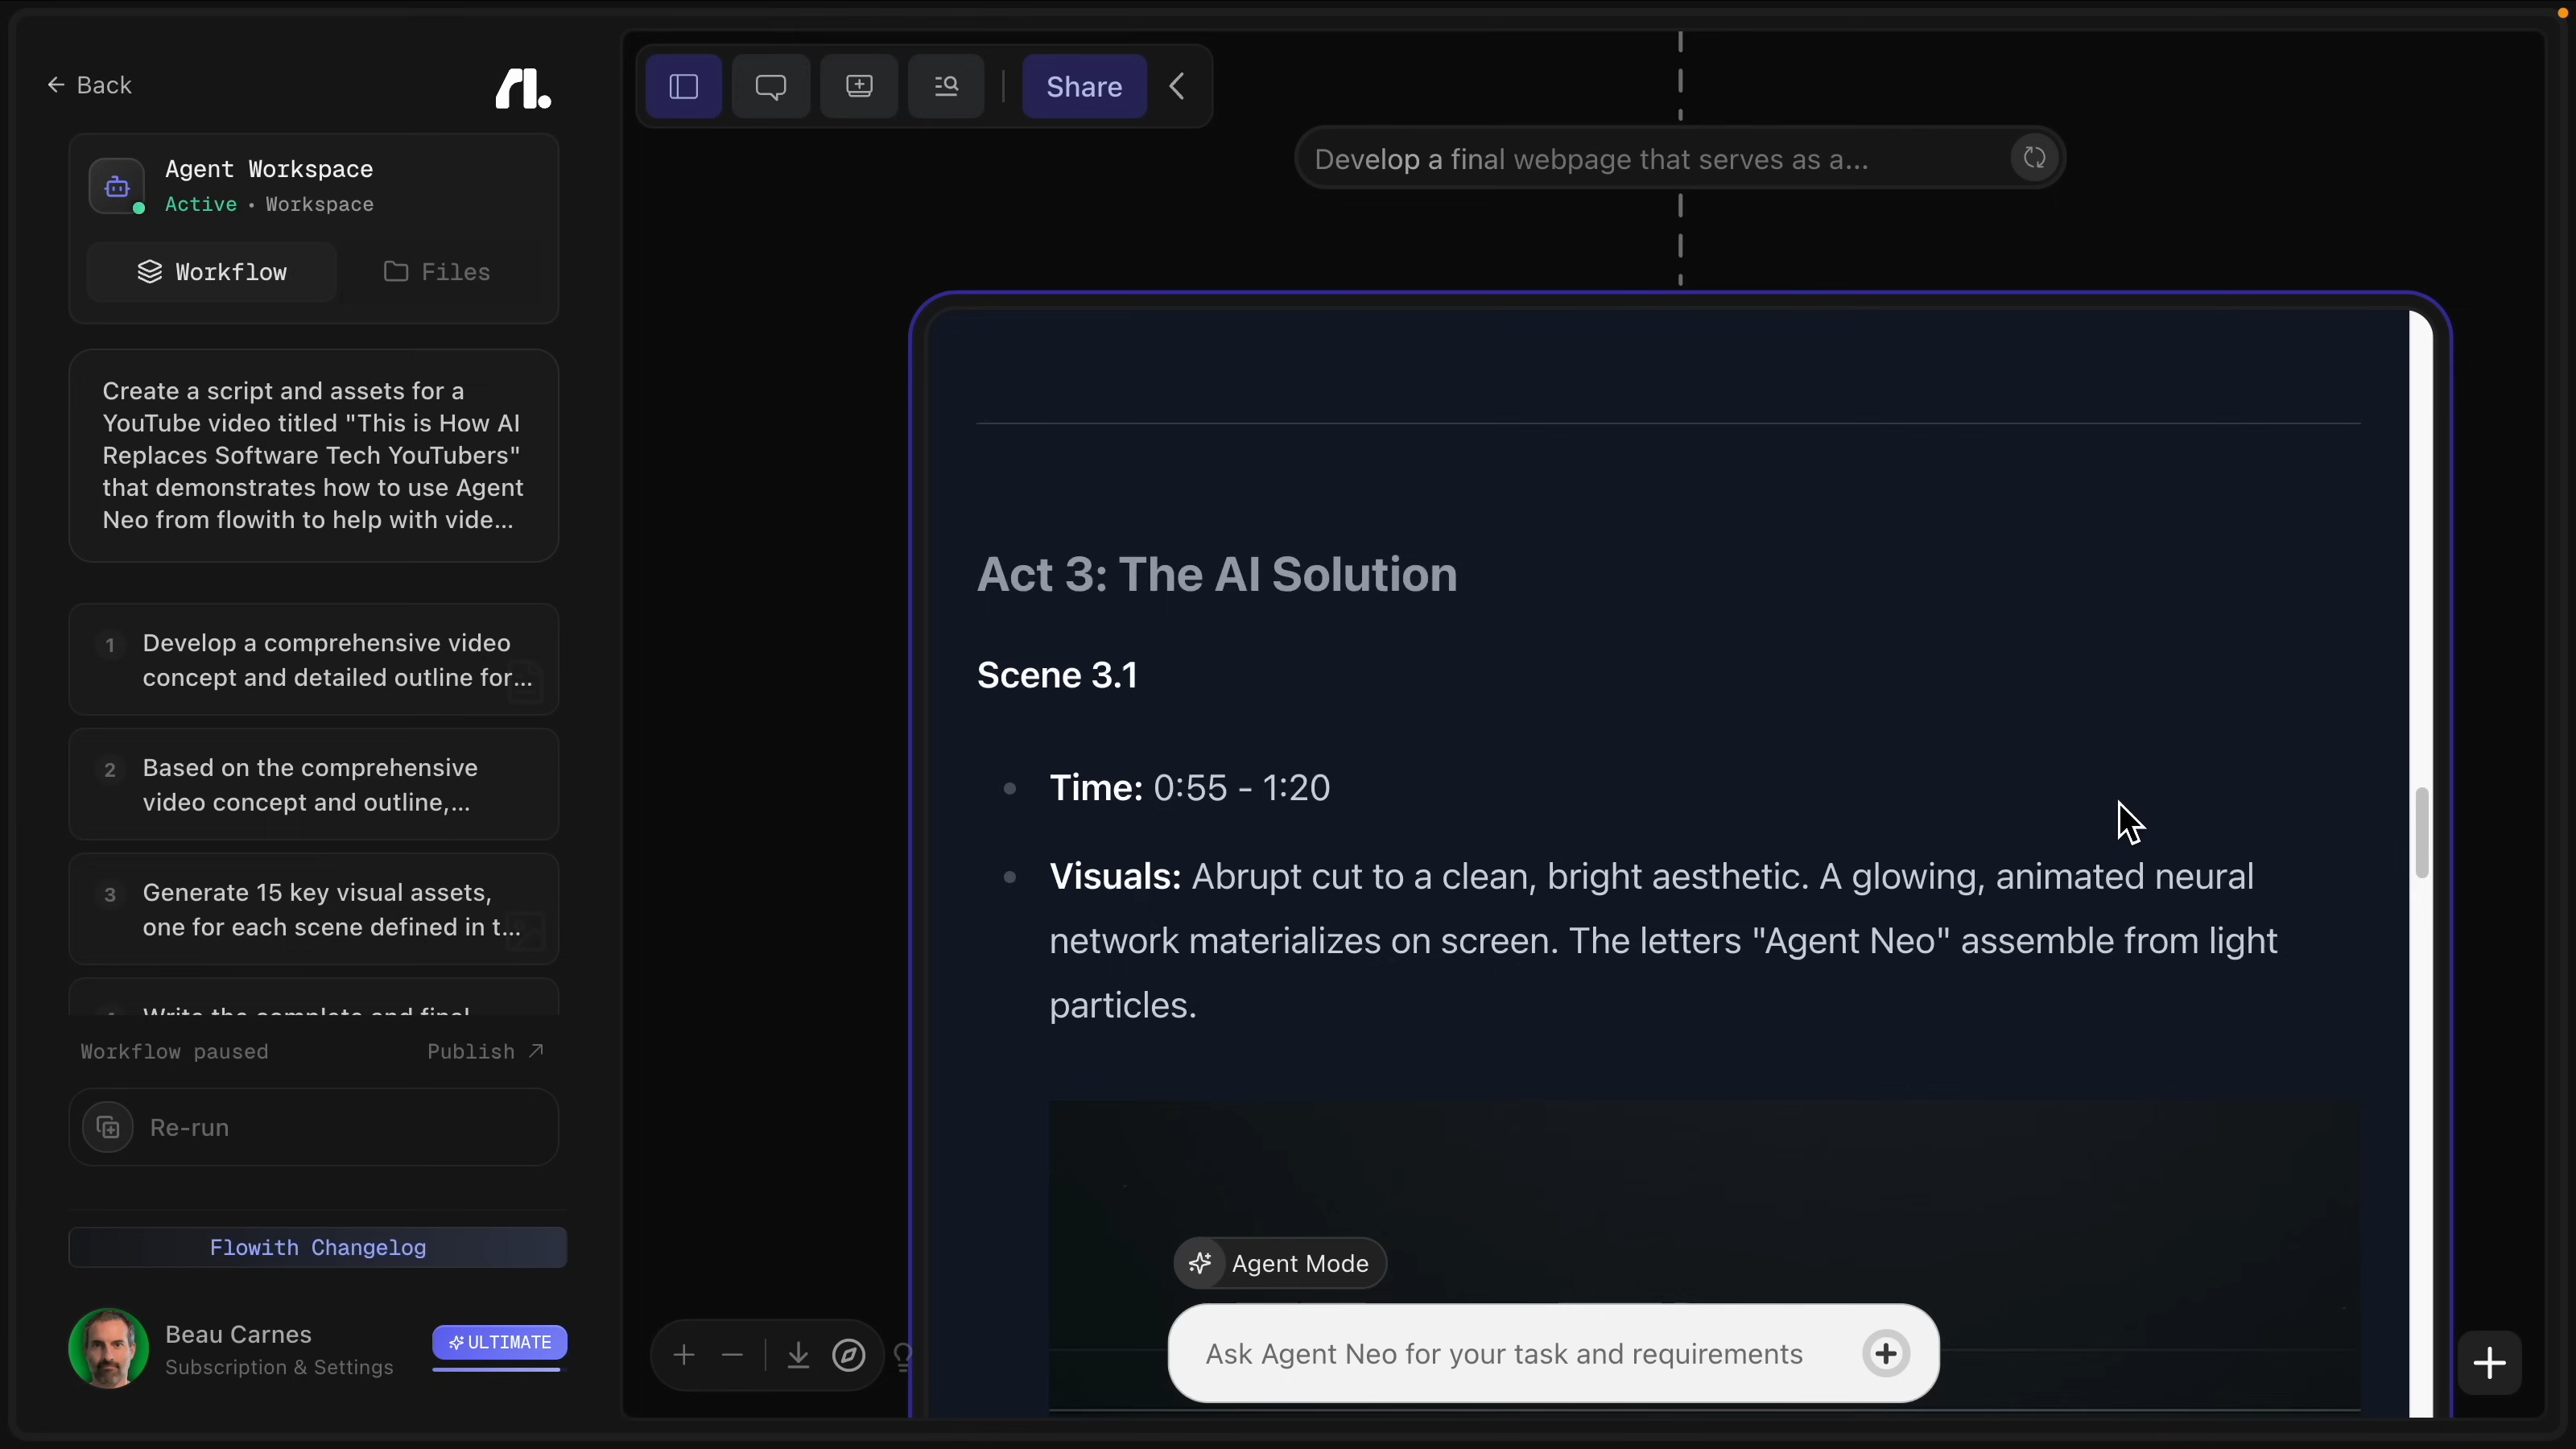 Back
Agent Workspace
Active • Workspace
Workflow
Files
Create a script and assets for a
YouTube video titled "This is How AI
Replaces Software Tech YouTubers"
that demonstrates how to use Agent
Neo from flowith to help with vide...
1 Develop a comprehensive video
concept and detailed outline for...
2 Based on the comprehensive
video concept and outline,...
3 Generate 15 key visual assets,
one for each scene defined in t...
Write the complete and final
Workflow paused
Publish
Re-run
Flowith Changelog
Beau Carnes
Subscription & Settings
ULTIMATE
Share
Develop a final webpage that serves as a...
Act 3: The AI Solution
Scene 3.1
Time: 0:55 - 1:20
Visuals: Abrupt cut to a clean, bright aesthetic. A glowing, animated neural
network materializes on screen. The letters "Agent Neo" assemble from light
particles.
Agent Mode
Ask Agent Neo for your task and requirements